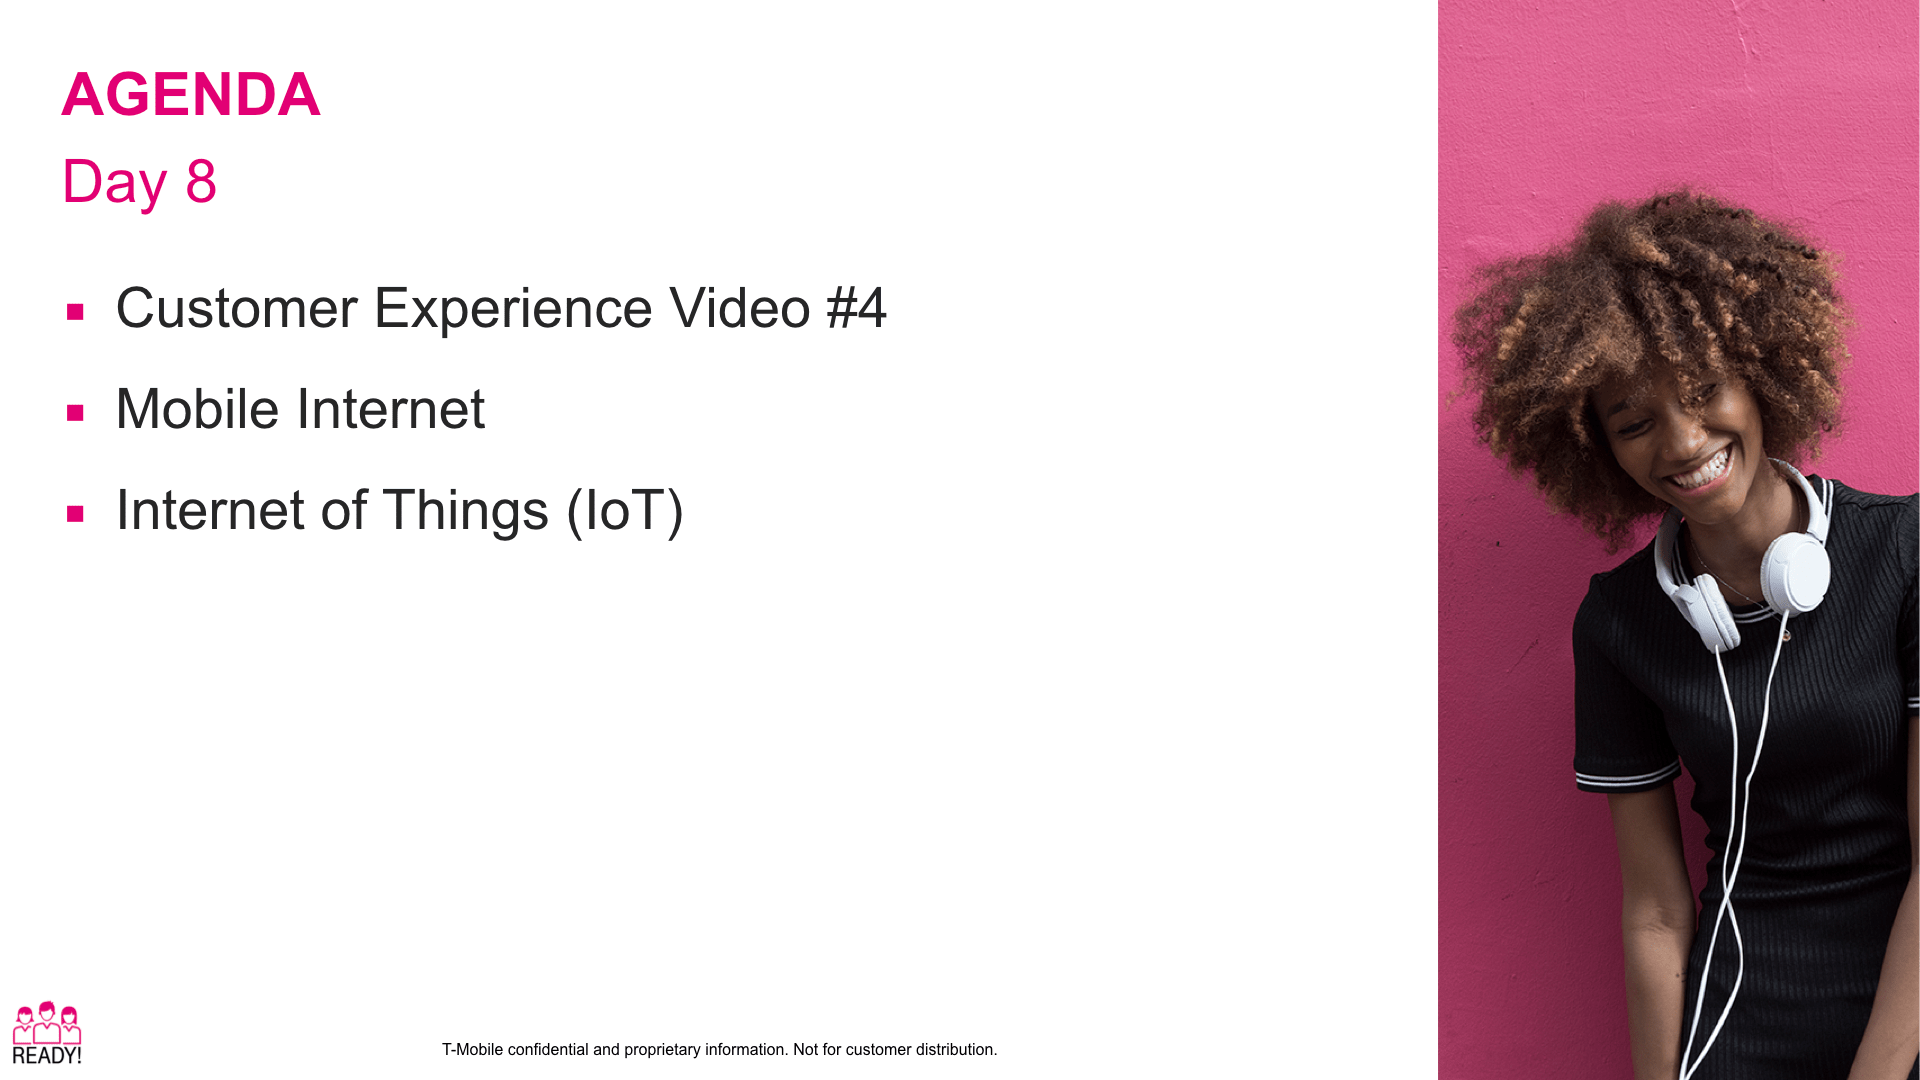 AGENDA
Day 8
Customer Experience Video #4
Mobile Internet
Internet of Things (IoT)
READY!
T-Mobile confidential and proprietary information. Not for customer distribution.